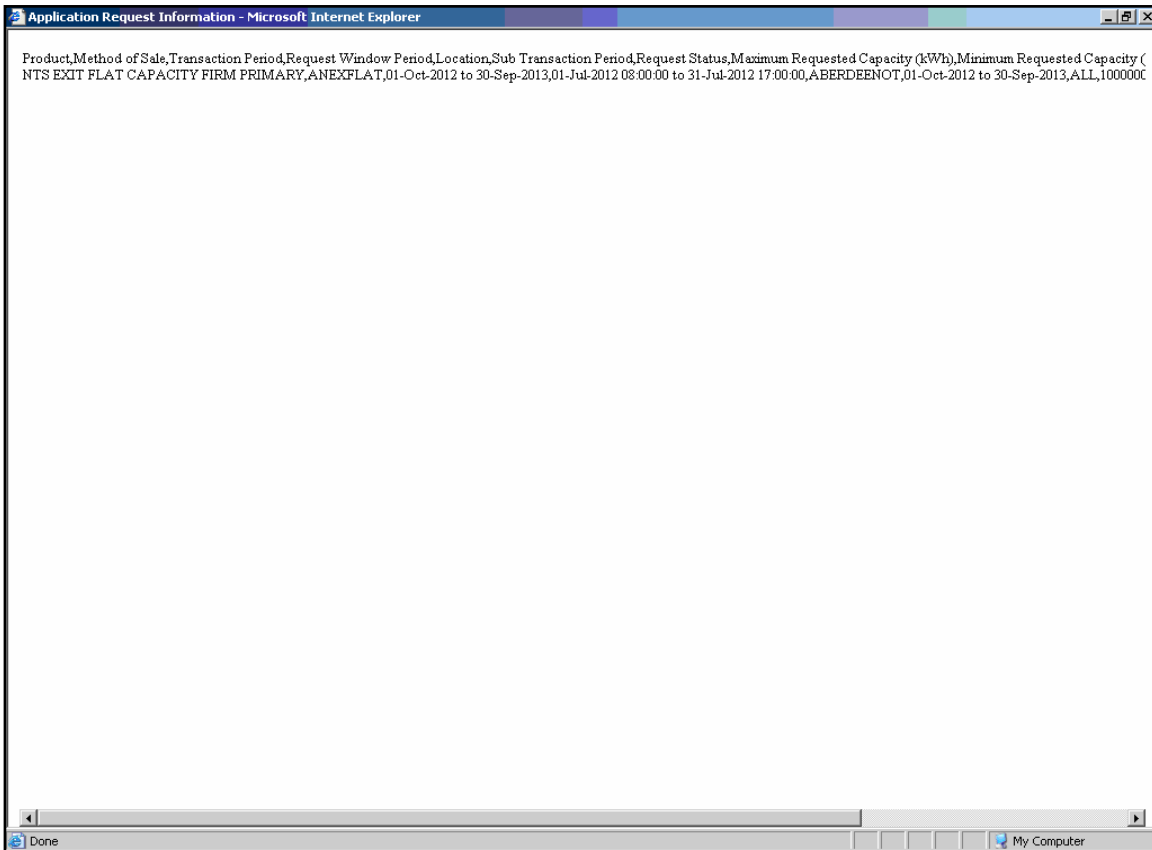 Application Request Information - Microsoft Internet Explorer
Product,Method of Sale,Transaction Period,Request Window Period,Location,Sub Transaction Period,Request Status,Maximum Requested Capacity (kWh),Minimum Requested Capacity (
NTS EXIT FLAT CAPACITY FIRM PRIMARY,ANEXFLAT,01-Oct-2012 to 30-Sep-2013,01-Jul-2012 08:00:00 to 31-Jul-2012 17:00:00,ABERDEENOT,01-Oct-2012 to 30-Sep-2013,ALL,1000000
Done My Computer